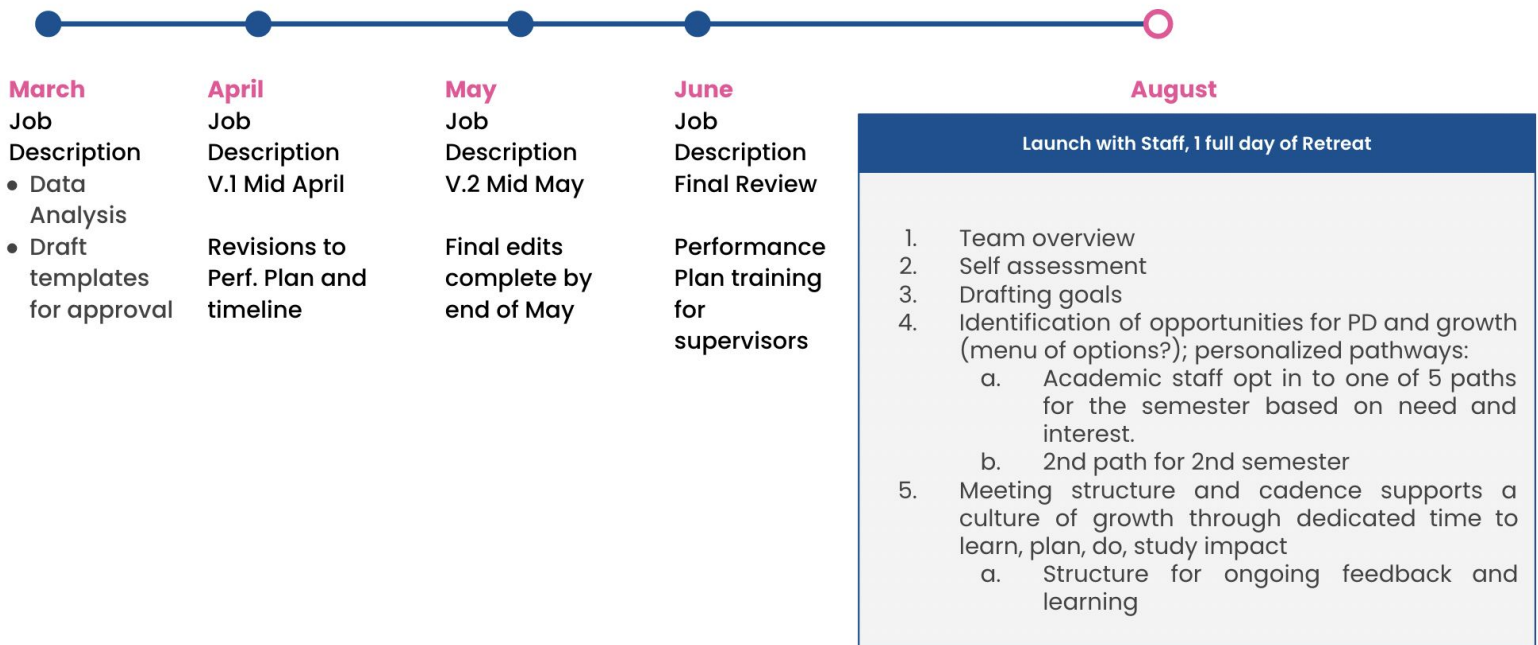 March
Job
Description
• Data
Analysis
• Draft
templates
for approval
April
Job
Description
V.1 Mid April
Revisions to
Perf. Plan and
timeline
May
Job
Description
V.2 Mid May
Final edits
complete by
end of May
June
Job
Description
Final Review
Performance
Plan training
for
supervisors
August
Launch with Staff, 1 full day of Retreat
1. Team overview
2. Self assessment
3. Drafting goals
4. Identification of opportunities for PD and growth
(menu of options?); personalized pathways:
a. Academic staff opt in to one of 5 paths
for the semester based on need and
interest.
b. 2nd path for 2nd semester
5. Meeting structure and cadence supports a
culture of growth through dedicated time to
learn, plan, do, study impact
a. Structure for ongoing feedback and
learning